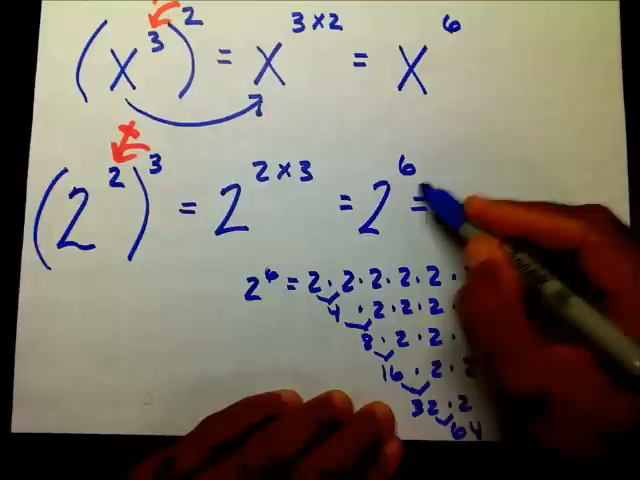 (x³)² = x³ˣ² = x⁶
x
(2²)³ = 2²ˣ³ = 2⁶ =
2⁶ = 2 · 2 · 2 · 2 · 2 ·
4 · 2 · 2 · 2 ·
8 · 2 · 2 ·
16 · 2 · 2
32 · 2
64